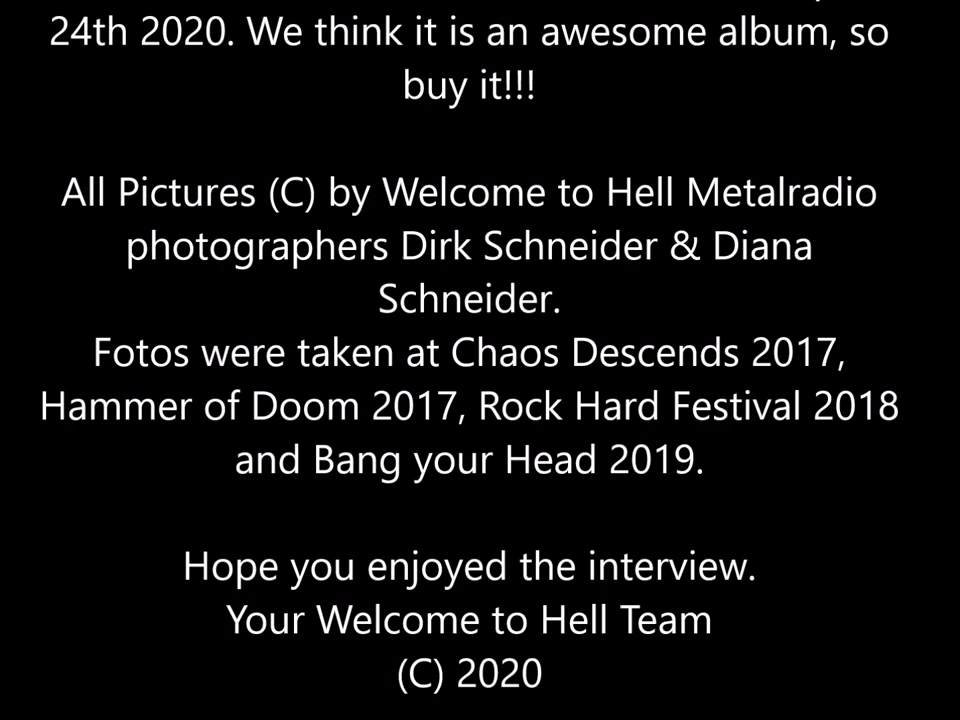 24th 2020. We think it is an awesome album, so
buy it!!!
All Pictures (C) by Welcome to Hell Metalradio
photographers Dirk Schneider & Diana
Schneider.
Fotos were taken at Chaos Descends 2017,
Hammer of Doom 2017, Rock Hard Festival 2018
and Bang your Head 2019.
Hope you enjoyed the interview.
Your Welcome to Hell Team
(C) 2020